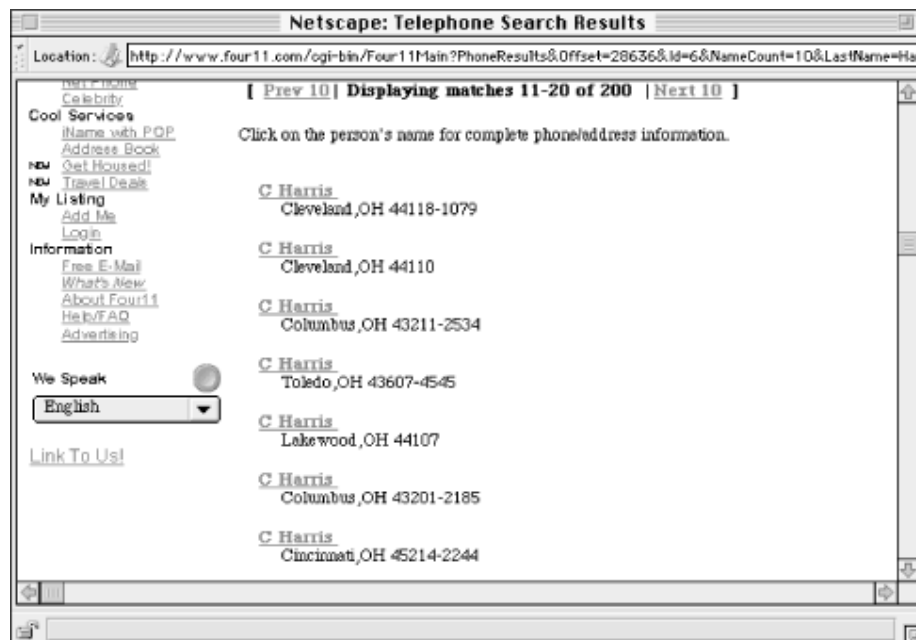 Netscape: Telephone Search Results
Location: http://www.four11.com/cgi-bin/Four11Main?PhoneResults&Offset=28636&Id=6&NameCount=10&LastName=Ha
Net Phone
Celebrity
Cool Services
iName with POP
Address Book
NEW Get Housed!
NEW Travel Deals
My Listing
Add Me
Login
Information
Free E-Mail
What's New
About Four11
Help/FAQ
Advertising
We Speak
English
Link To Us!
[ Prev 10| Displaying matches 11-20 of 200 |Next 10 ]
Click on the person's name for complete phone/address information.
C Harris
Cleveland,OH 44118-1079
C Harris
Cleveland,OH 44110
C Harris
Columbus,OH 43211-2534
C Harris
Toledo,OH 43607-4545
C Harris
Lakewood,OH 44107
C Harris
Columbus,OH 43201-2185
C Harris
Cincinnati,OH 45214-2244